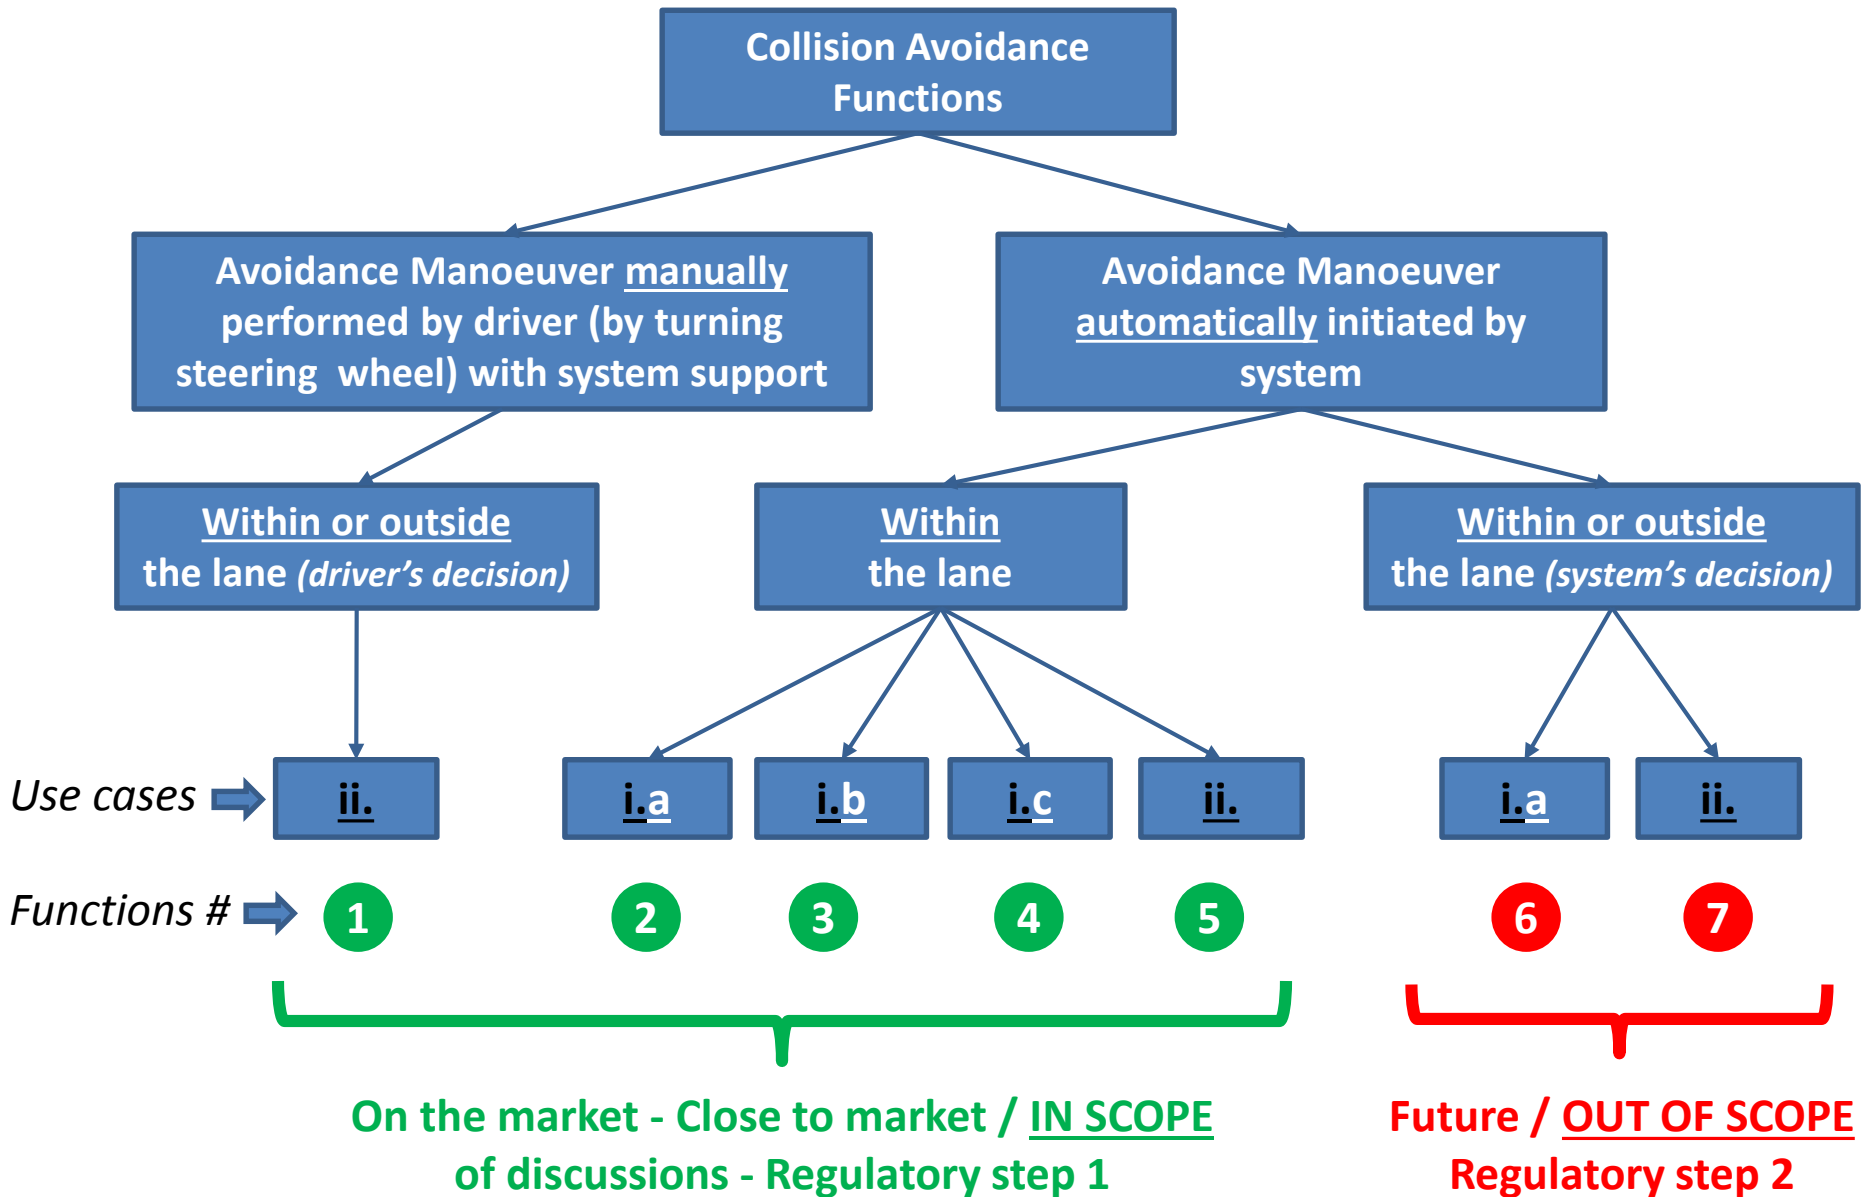 Collision Avoidance
Functions
Avoidance Manoeuver manually
performed by driver (by turning
steering wheel) with system support
Avoidance Manoeuver
automatically initiated by
system
Within or outside
the lane (driver's decision)
Within
the lane
Within or outside
the lane (system's decision)
Use cases
ii.
i.a
i.b
i.c
ii.
i.a
ii.
Functions #
1
2
3
4
5
6
7
On the market - Close to market / IN SCOPE
of discussions - Regulatory step 1
Future / OUT OF SCOPE
Regulatory step 2